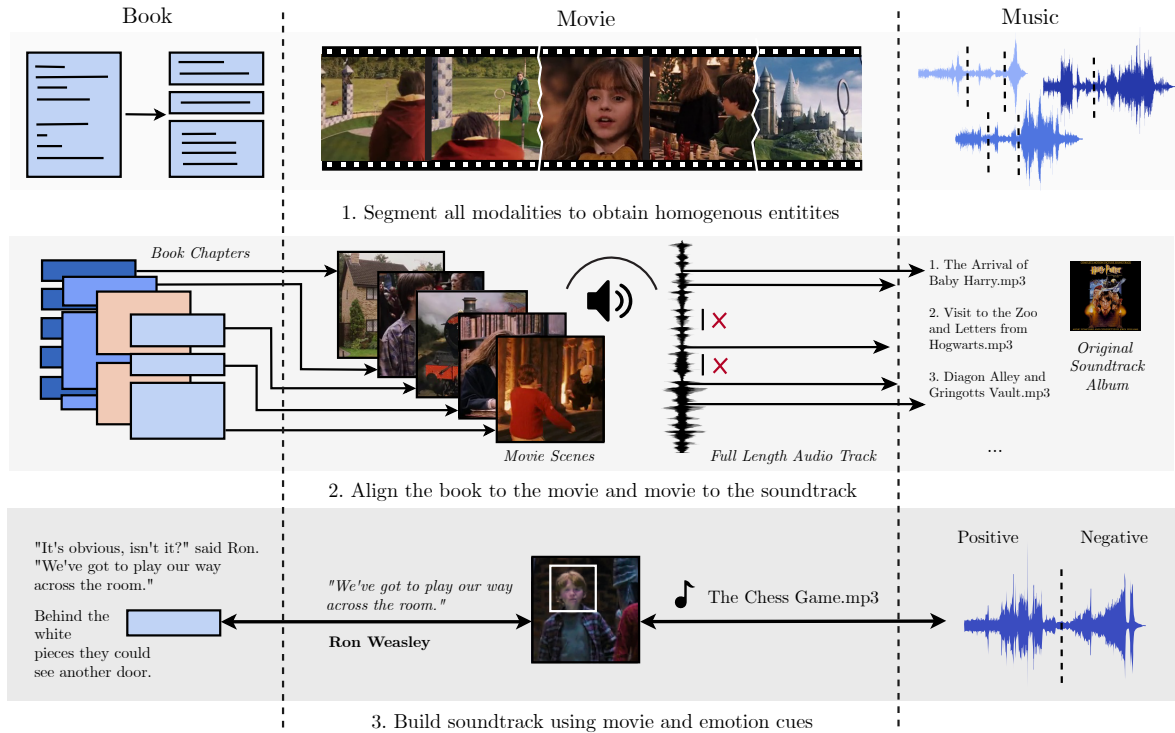 Book
Movie
Music
1. Segment all modalities to obtain homogenous entitites
Book Chapters
1. The Arrival of
Baby Harry.mp3
2. Visit to the Zoo
and Letters from
Hogwarts.mp3
3. Diagon Alley and
Gringotts Vault.mp3
...
Harry Potter
Original
Soundtrack
Album
Movie Scenes
Full Length Audio Track
2. Align the book to the movie and movie to the soundtrack
"It's obvious, isn't it?" said Ron.
"We've got to play our way
across the room."
Behind the
white
pieces they could
see another door.
"We've got to play our way
across the room."
Ron Weasley
The Chess Game.mp3
Positive
Negative
3. Build soundtrack using movie and emotion cues